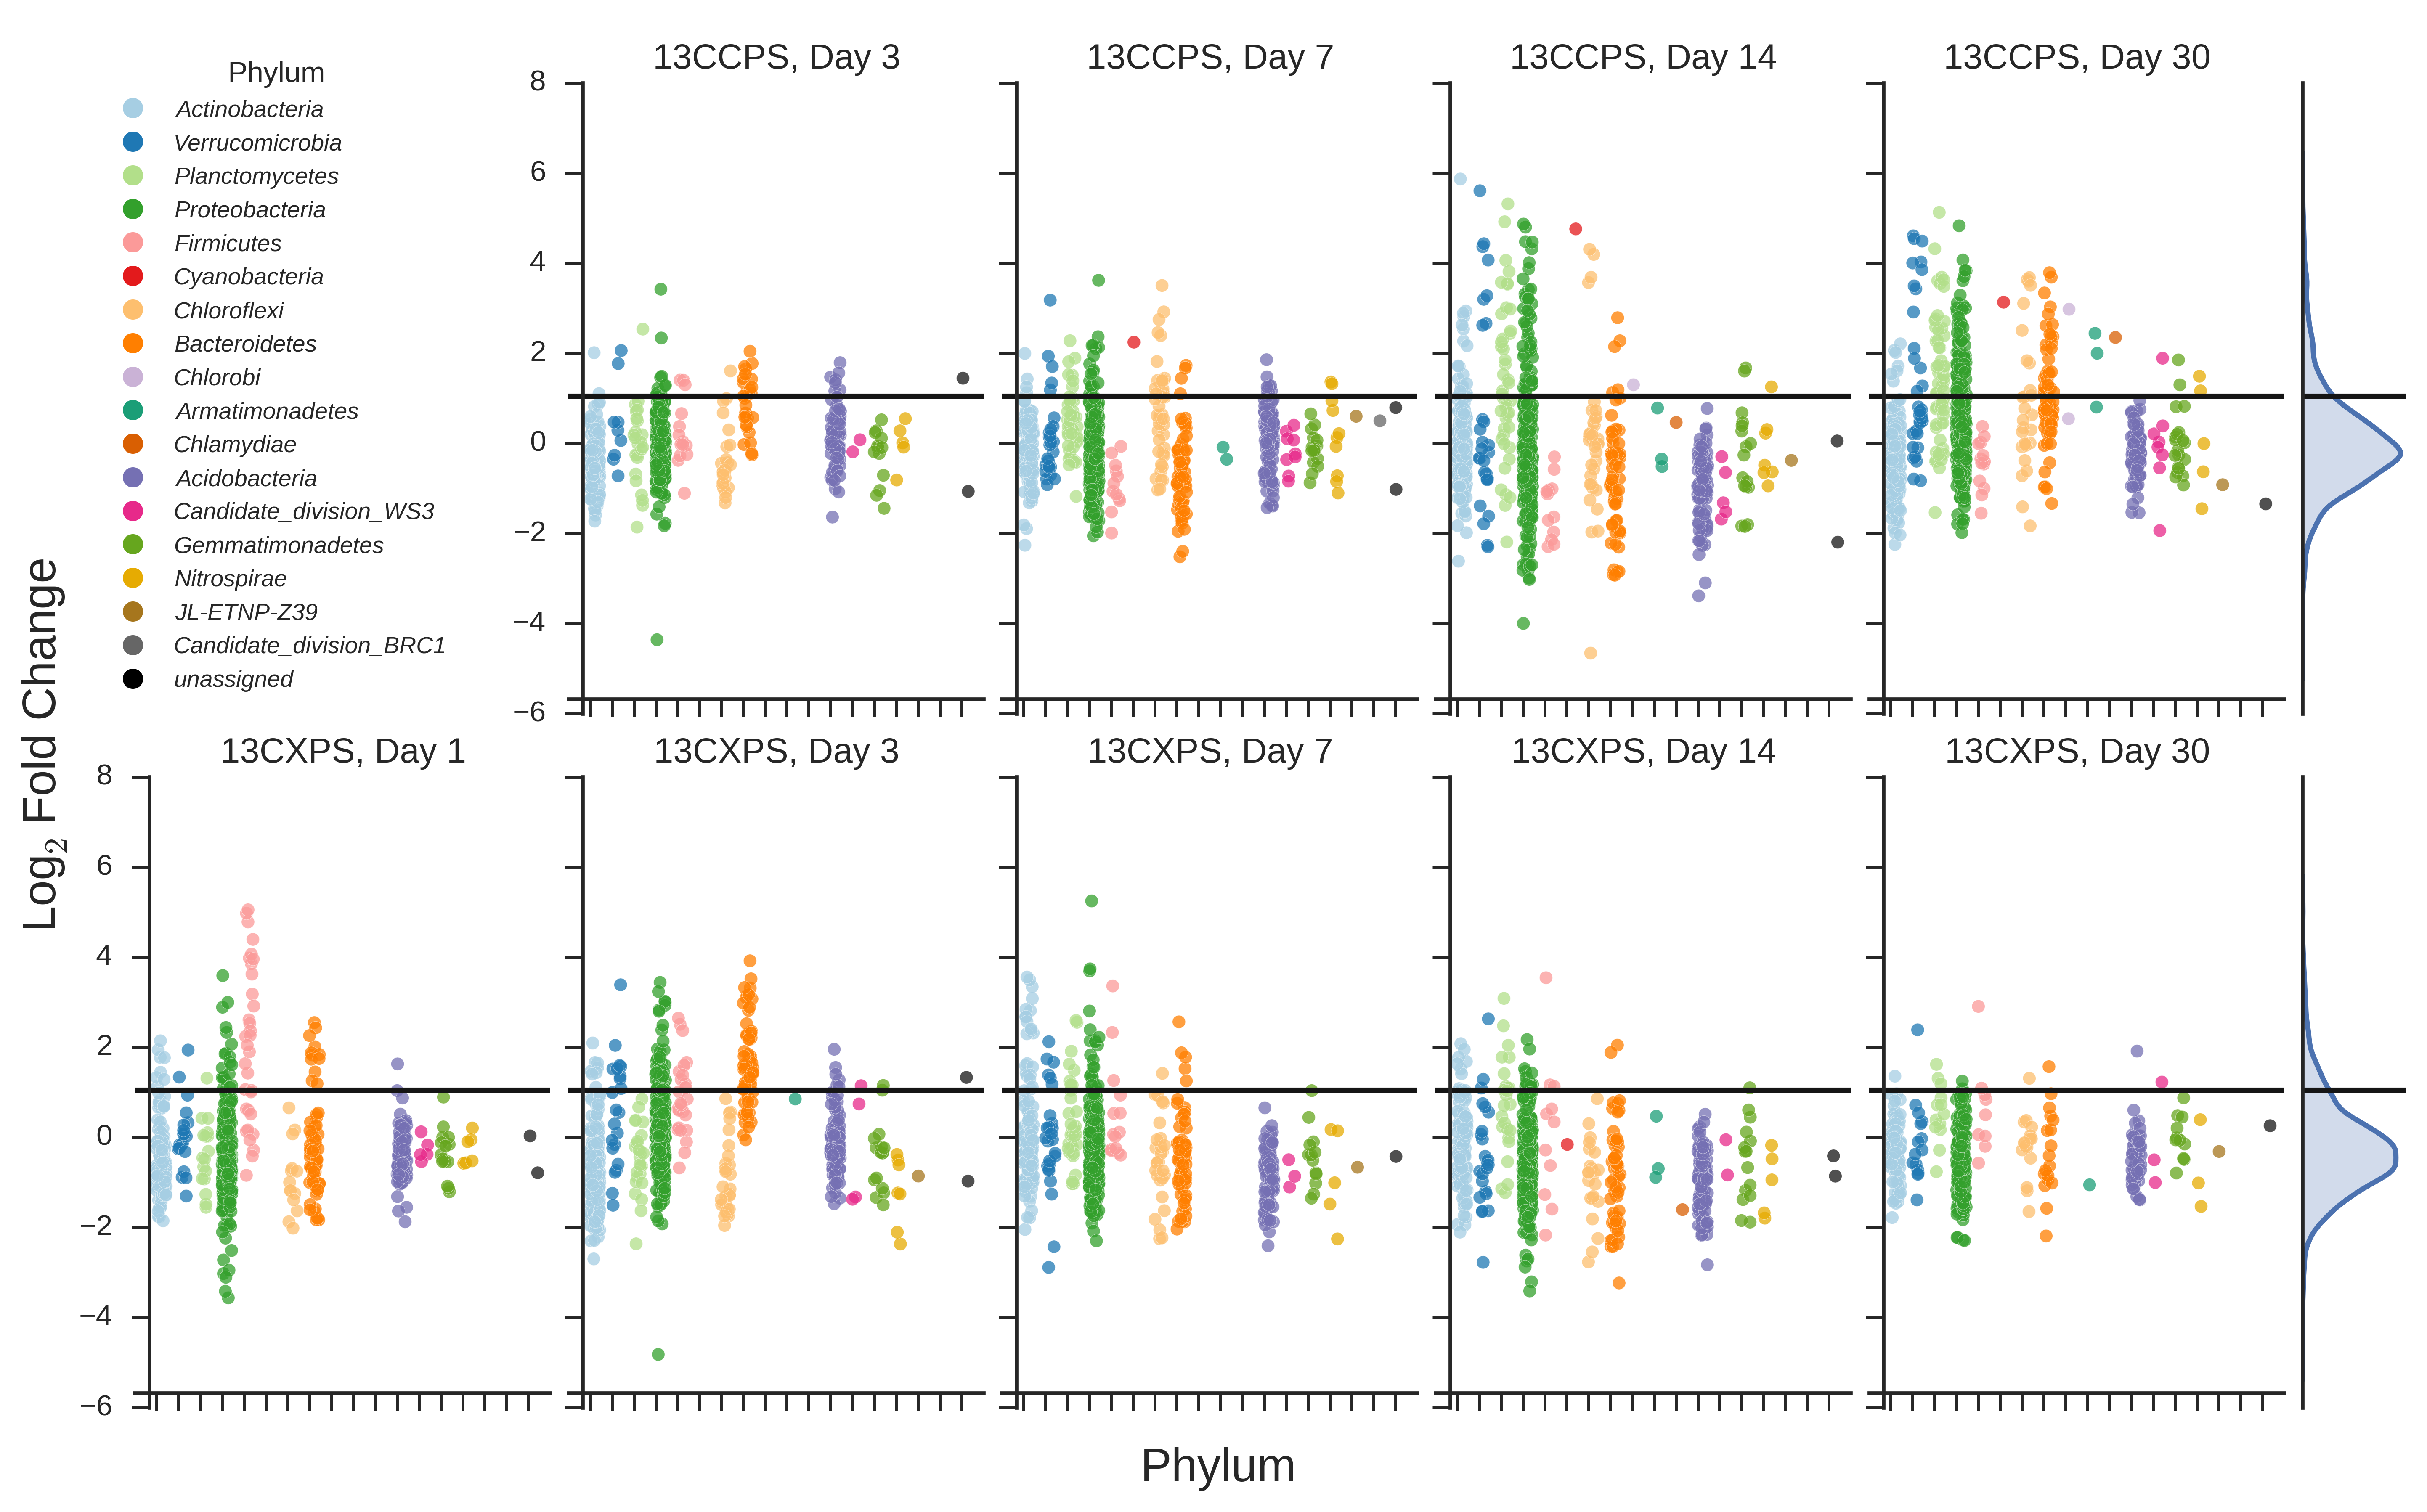 Phylum
Actinobacteria
Verrucomicrobia
Planctomycetes
Proteobacteria
Firmicutes
Cyanobacteria
Chloroflexi
Bacteroidetes
Chlorobi
Armatimonadetes
Chlamydiae
Acidobacteria
Candidate_division_WS3
Gemmatimonadetes
Nitrospirae
JL-ETNP-Z39
Candidate_division_BRC1
unassigned
13CCPS, Day 3
13CCPS, Day 7
13CCPS, Day 14
13CCPS, Day 30
8
6
4
2
0
−2
−4
−6
Log2 Fold Change
13CXPS, Day 1
13CXPS, Day 3
13CXPS, Day 7
13CXPS, Day 14
13CXPS, Day 30
8
6
4
2
0
−2
−4
−6
Phylum